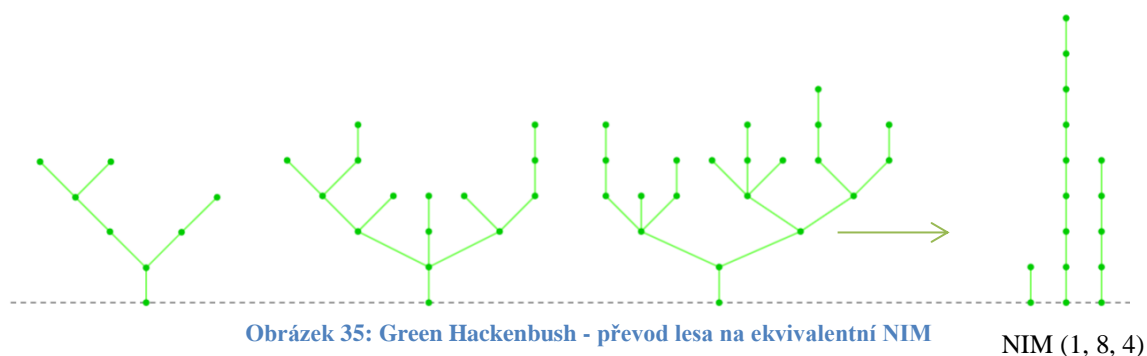 Obrázek 35: Green Hackenbush - převod lesa na ekvivalentní NIM
NIM (1, 8, 4)